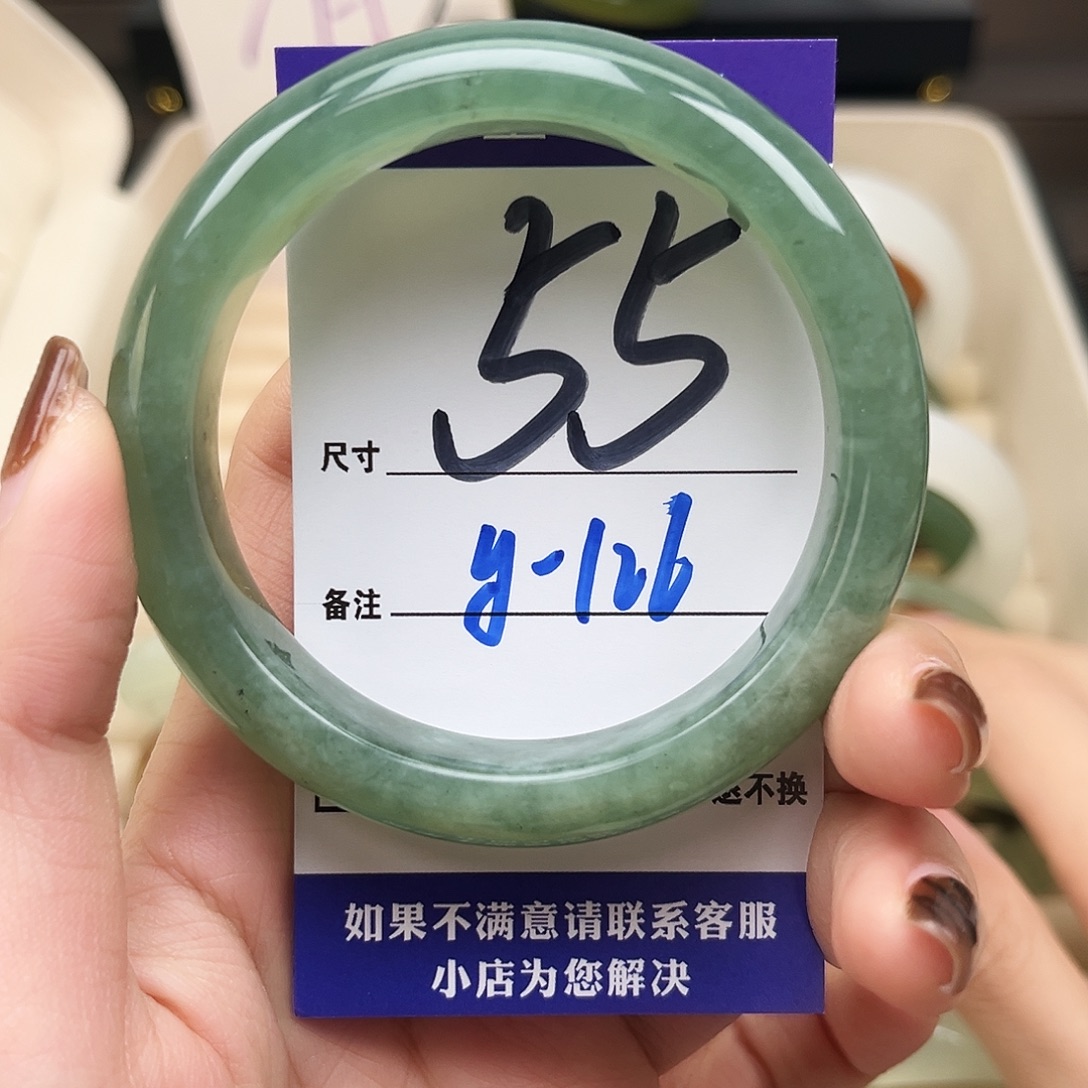 尺寸 55
备注 y-126
退不换
如果不满意请联系客服
小店为您解决